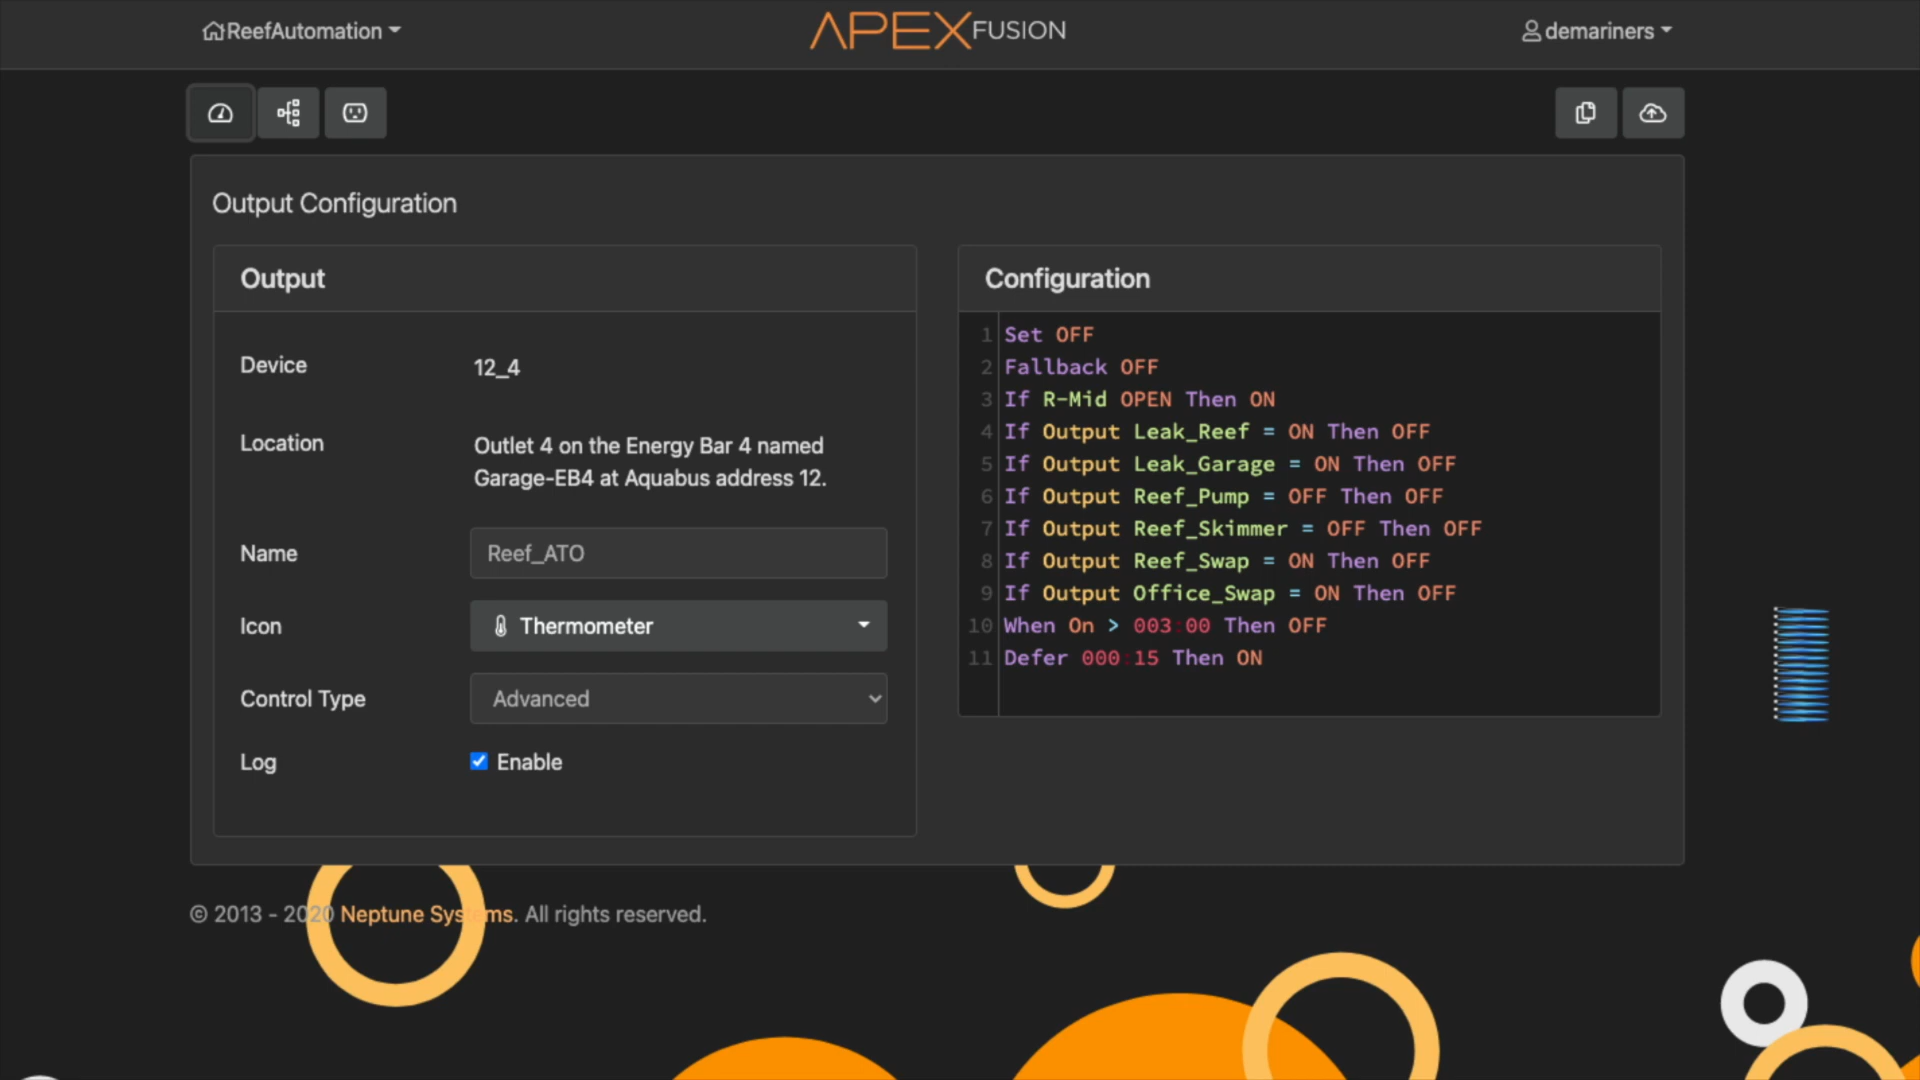 ReefAutomation
APEX FUSION
demariners
Output Configuration
Output
Device
12_4
Location
Outlet 4 on the Energy Bar 4 named
Garage-EB4 at Aquabus address 12.
Name
Reef_ATO
Icon
Thermometer
Control Type
Advanced
Log
Enable
Configuration
1 Set OFF
2 Fallback OFF
3 If R-Mid OPEN Then ON
4 If Output Leak_Reef = ON Then OFF
5 If Output Leak_Garage = ON Then OFF
6 If Output Reef_Pump = OFF Then OFF
7 If Output Reef_Skimmer = OFF Then OFF
8 If Output Reef_Swap = ON Then OFF
9 If Output Office_Swap = ON Then OFF
10 When On > 003:00 Then OFF
11 Defer 000:15 Then ON
© 2013 - 2020 Neptune Systems. All rights reserved.